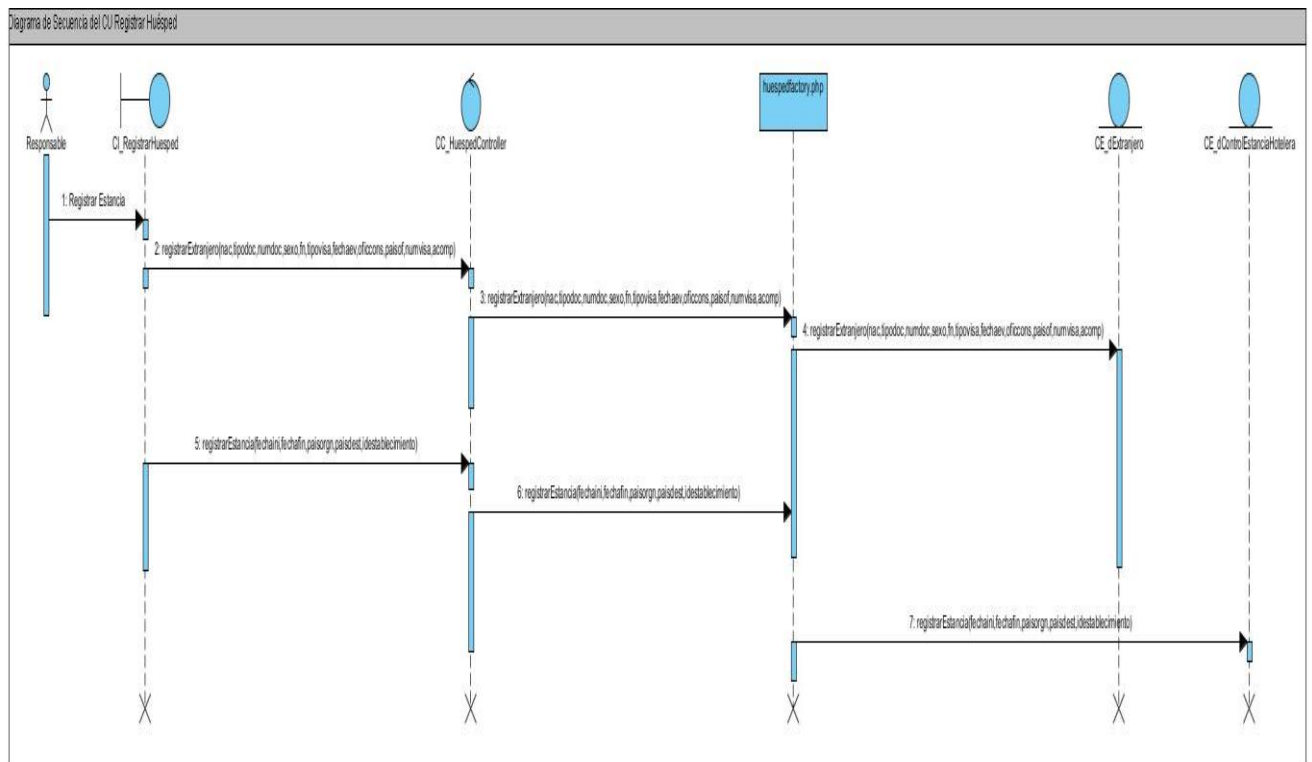 Diagrama de Secuencia del CU Registrar Huésped
huespedfactory.php
Responsable
CI_RegistrarHuesped
CC_HuespedController
CE_dExtranjero
CE_dControlEstanciaHotelera
1: Registrar Estancia
2: registrarExtranjero(nac,tipodoc,numdoc,sexo,fn,tipovisa,fechaev,oficcons,paisof,numvisa,acomp)
3: registrarExtranjero(nac,tipodoc,numdoc,sexo,fn,tipovisa,fechaev,oficcons,paisof,numvisa,acomp)
4: registrarExtranjero(nac,tipodoc,numdoc,sexo,fn,tipovisa,fechaev,oficcons,paisof,numvisa,acomp)
5: registrarEstancia(fechaini,fechafin,paisorgn,paisdest,idestablecimiento)
6: registrarEstancia(fechaini,fechafin,paisorgn,paisdest,idestablecimiento)
7: registrarEstancia(fechaini,fechafin,paisorgn,paisdest,idestablecimiento)